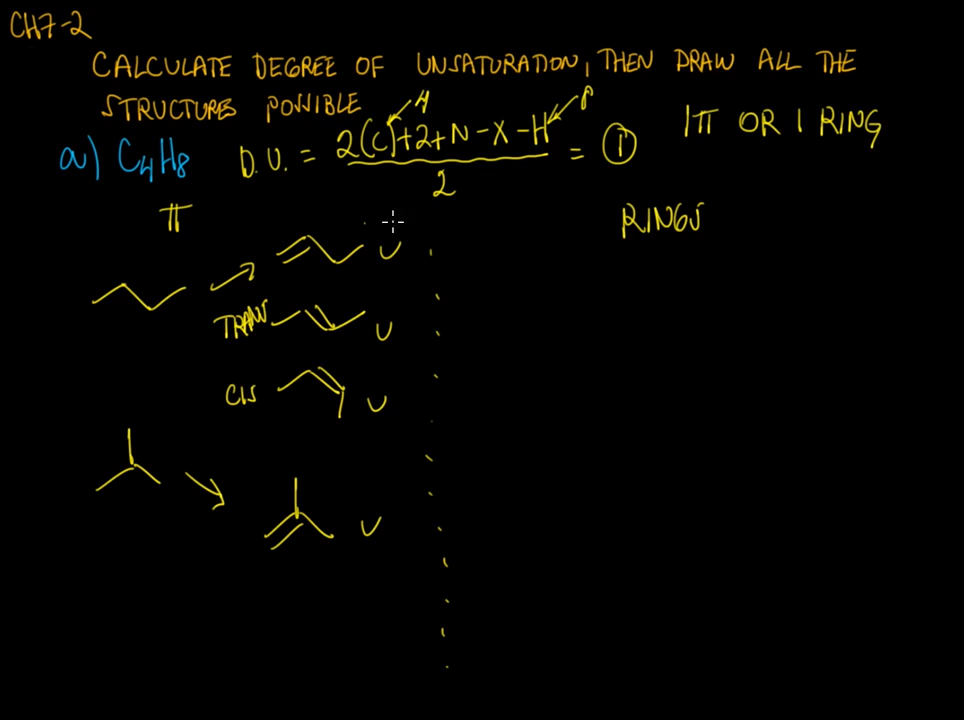 CH7-2
CALCULATE DEGREE OF UNSATURATION, THEN DRAW ALL THE
STRUCTURES POSSIBLE
a) C4H8 D.U. = 2(C)+2+N-X-H / 2 = 1 1π OR 1 RING
4 8
π RINGS
TRANS
CIS